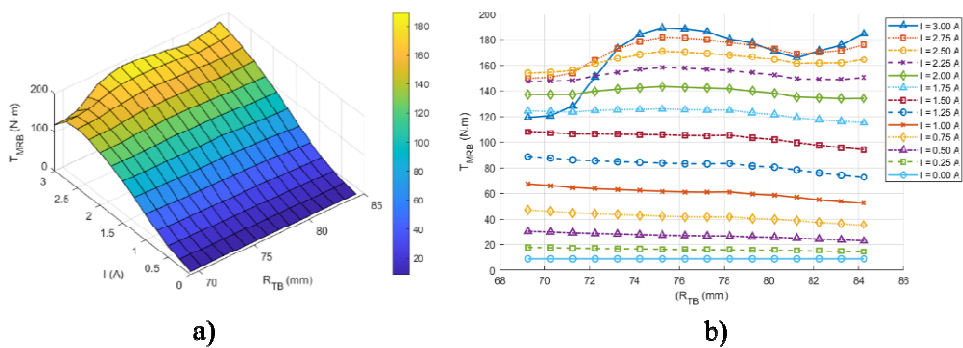 200
100
0
T_MRB (N·m)
3
2.5
2
1.5
1
0.5
0
I (A)
70
75
80
85
R_TB (mm)
180
160
140
120
100
80
60
40
20
a)
200
180
160
140
120
100
80
60
40
20
0
T_MRB (N.m)
68 70 72 74 76 78 80 82 84 86
(R_TB (mm)
I = 3.00 A
I = 2.75 A
I = 2.50 A
I = 2.25 A
I = 2.00 A
I = 1.75 A
I = 1.50 A
I = 1.25 A
I = 1.00 A
I = 0.75 A
I = 0.50 A
I = 0.25 A
I = 0.00 A
b)